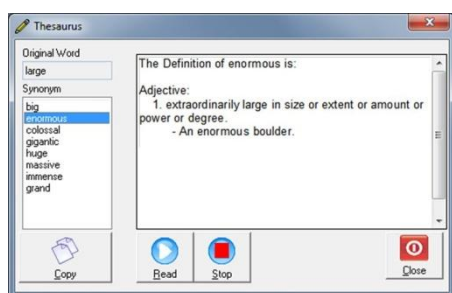 Thesaurus
Original Word
large
Synonym
big
enormous
colossal
gigantic
huge
massive
immense
grand
The Definition of enormous is:
Adjective:
1. extraordinarily large in size or extent or amount or
power or degree.
- An enormous boulder.
Copy
Read
Stop
Close